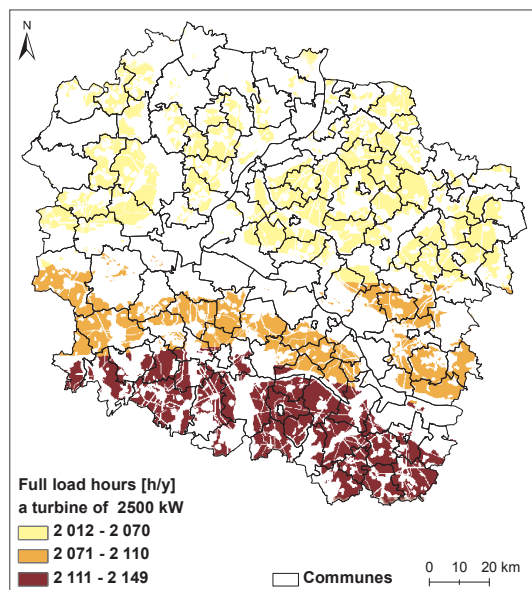 N
Full load hours [h/y]
a turbine of 2500 kW
2 012 - 2 070
2 071 - 2 110
2 111 - 2 149
Communes
0 10 20 km